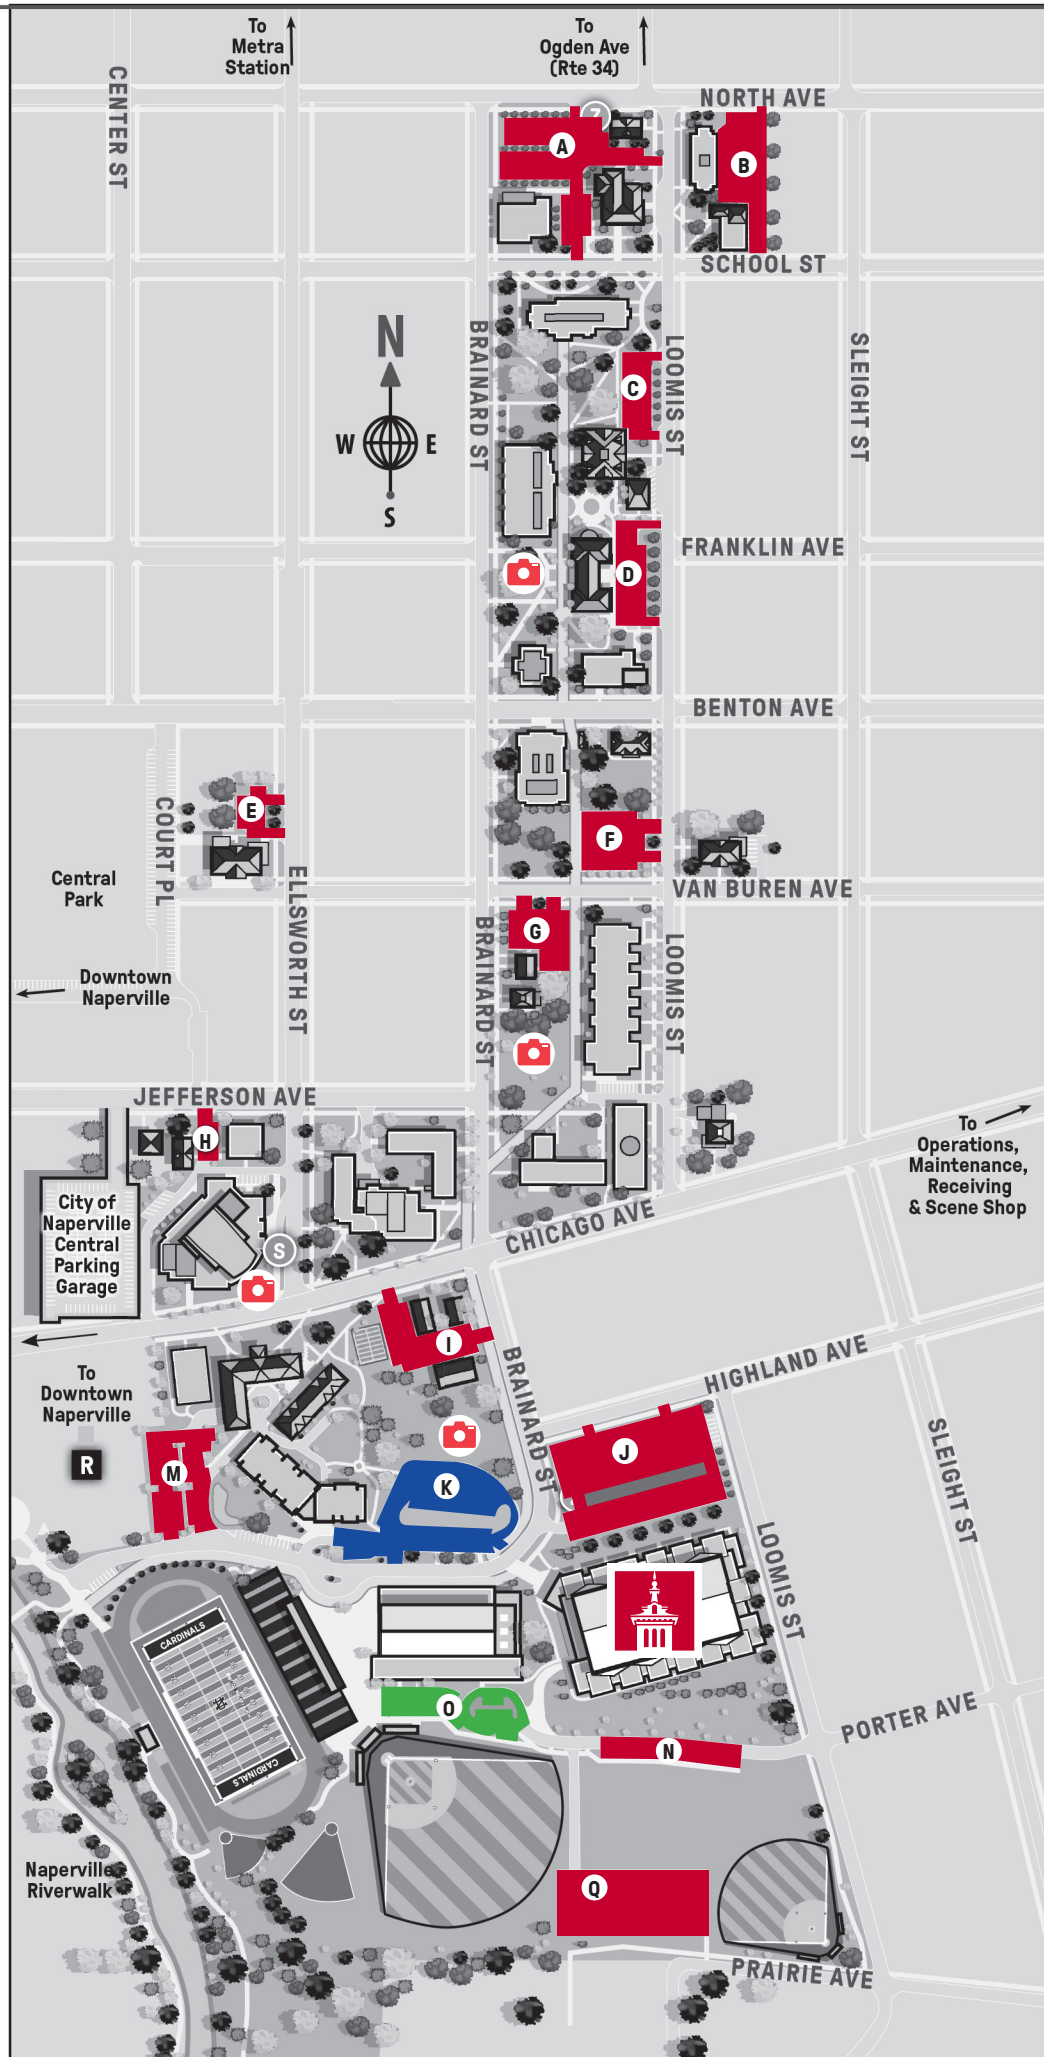 To
Metra
Station
To
Ogden Ave
(Rte 34)
CENTER ST
NORTH AVE
7
A
B
SCHOOL ST
N
W
E
S
BRAINARD ST
C
LOOMIS ST
SLEIGHT ST
FRANKLIN AVE
D
BENTON AVE
E
COURT PL
F
Central
Park
ELLSWORTH ST
VAN BUREN AVE
G
BRAINARD ST
LOOMIS ST
Downtown
Naperville
JEFFERSON AVE
H
To
Operations,
Maintenance,
Receiving
& Scene Shop
City of
Naperville
Central
Parking
Garage
S
CHICAGO AVE
I
To
Downtown
Naperville
BRAINARD ST
HIGHLAND AVE
R
M
J
K
SLEIGHT ST
LOOMIS ST
CARDINALS
CARDINALS
O
N
PORTER AVE
Naperville
Riverwalk
Q
PRAIRIE AVE